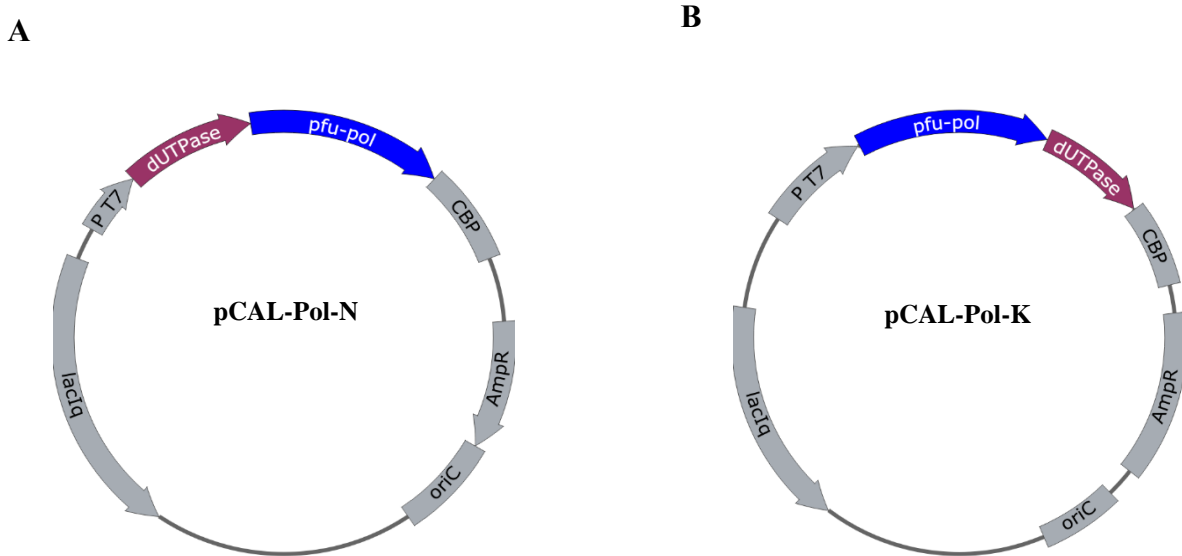 A
B
dUTPase
pfu-pol
P T7
CBP
lacIq
AmpR
oriC
pCAL-Pol-N
pfu-pol
dUTPase
P T7
CBP
lacIq
AmpR
oriC
pCAL-Pol-K